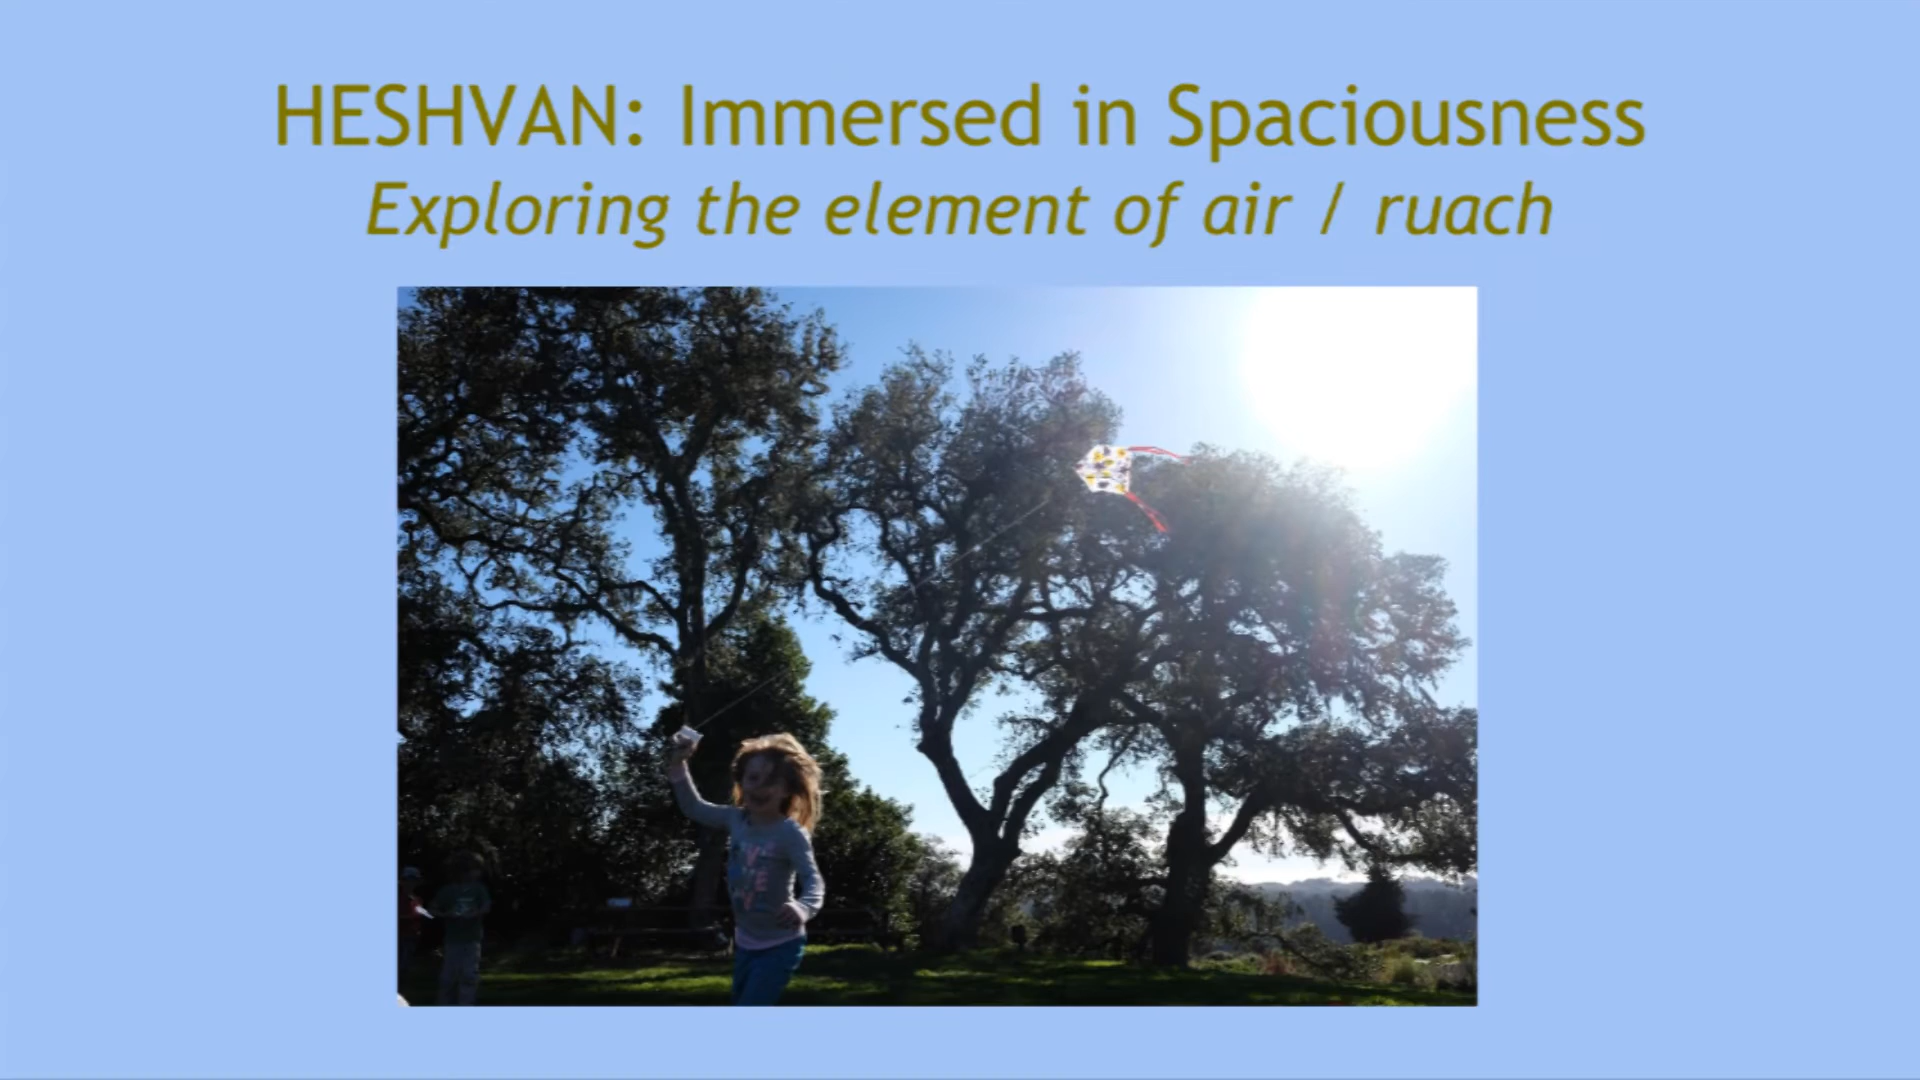 HESHVAN: Immersed in Spaciousness
Exploring the element of air / ruach